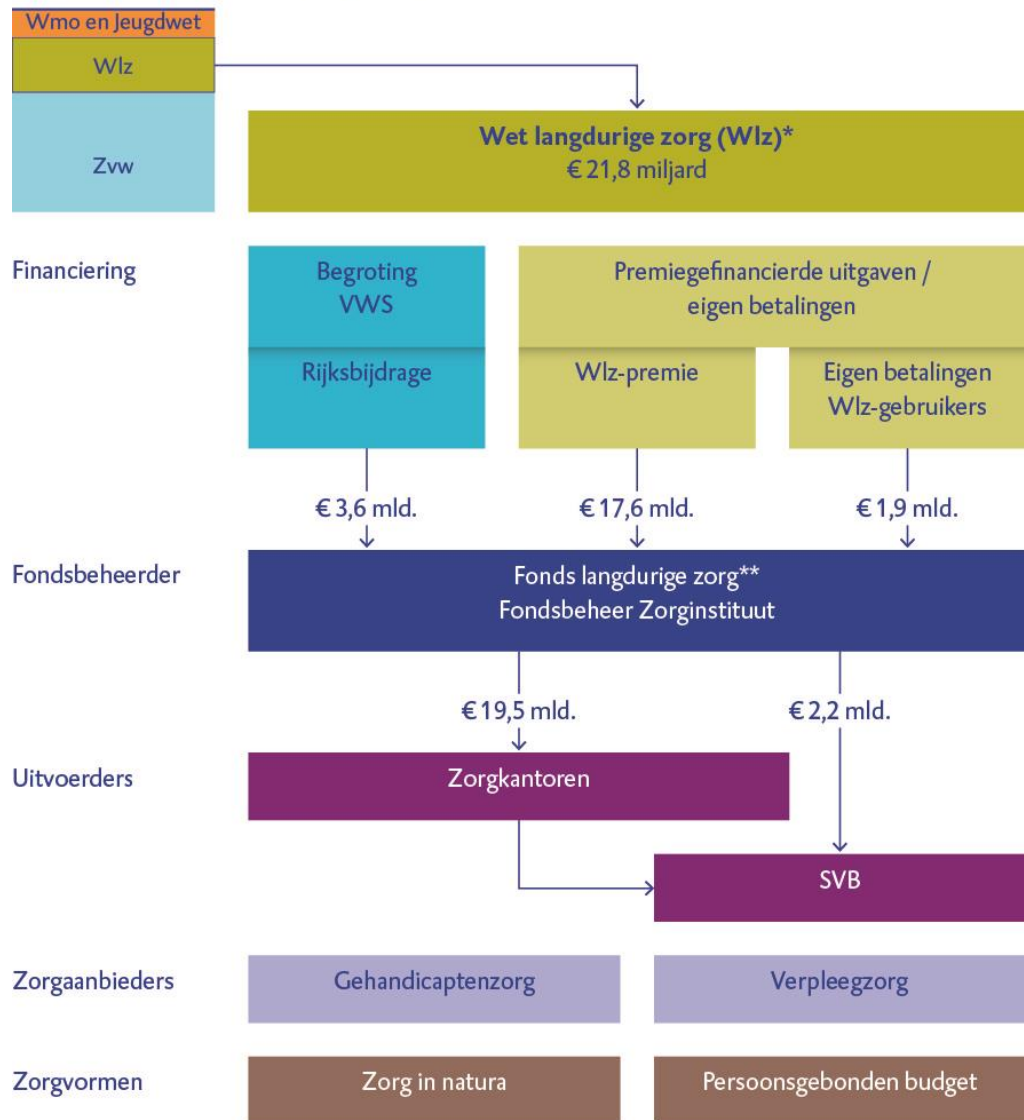 Wmo en Jeugdwet
Wlz
Zvw
Wet langdurige zorg (Wlz)*
€ 21,8 miljard
Financiering
Begroting
VWS
Premiegefinancierde uitgaven /
eigen betalingen
Rijksbijdrage
Wlz-premie
Eigen betalingen
Wlz-gebruikers
€ 3,6 mld.
€ 17,6 mld.
€ 1,9 mld.
Fondsbeheerder
Fonds langdurige zorg**
Fondsbeheer Zorginstituut
€ 19,5 mld.
€ 2,2 mld.
Uitvoerders
Zorgkantoren
SVB
Zorgaanbieders
Gehandicaptenzorg
Verpleegzorg
Zorgvormen
Zorg in natura
Persoonsgebonden budget